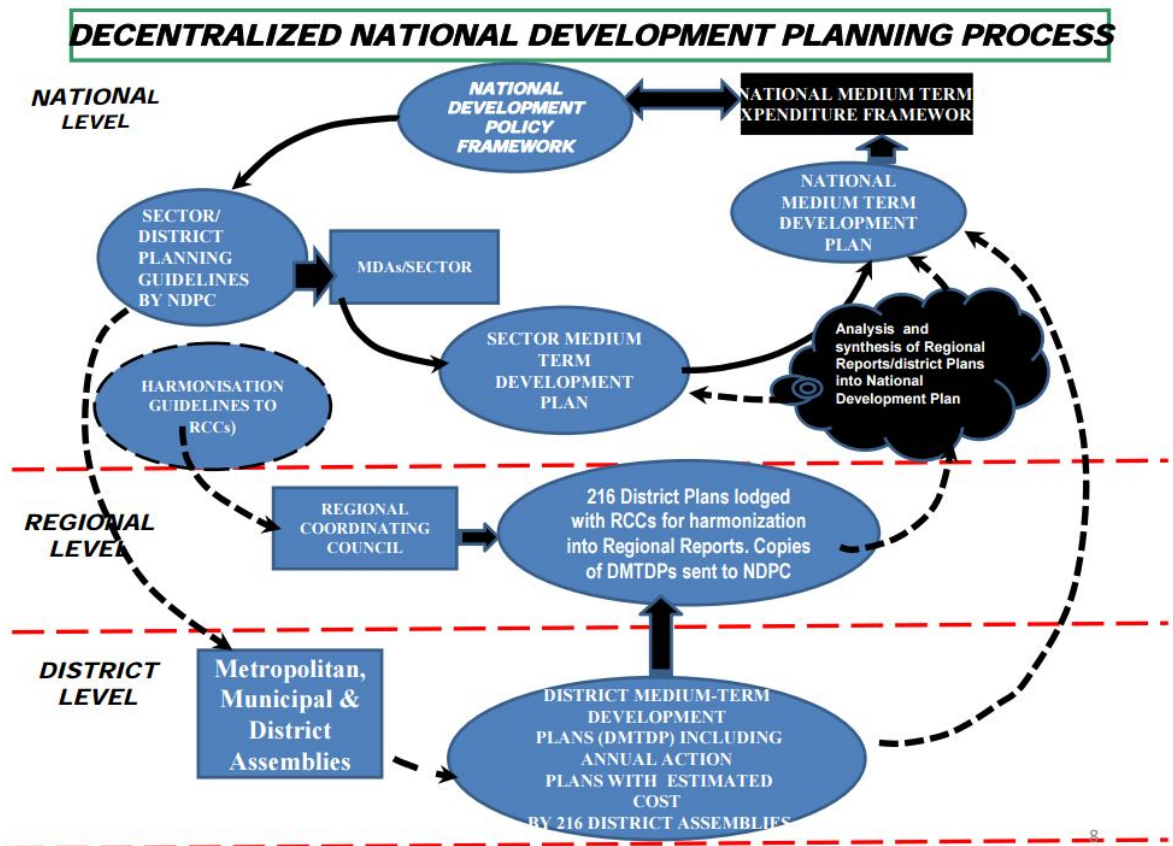 DECENTRALIZED NATIONAL DEVELOPMENT PLANNING PROCESS
NATIONAL
LEVEL
NATIONAL
DEVELOPMENT
POLICY
FRAMEWORK
NATIONAL MEDIUM TERM
XPENDITURE FRAMEWORK
NATIONAL
MEDIUM TERM
DEVELOPMENT
PLAN
SECTOR/
DISTRICT
PLANNING
GUIDELINES
BY NDPC
MDAs/SECTOR
SECTOR MEDIUM
TERM
DEVELOPMENT
PLAN
Analysis and
synthesis of Regional
Reports/district Plans
into National
Development Plan
HARMONISATION
GUIDELINES TO
RCCs)
REGIONAL
LEVEL
REGIONAL
COORDINATING
COUNCIL
216 District Plans lodged
with RCCs for harmonization
into Regional Reports. Copies
of DMTDPs sent to NDPC
DISTRICT
LEVEL
Metropolitan,
Municipal &
District
Assemblies
DISTRICT MEDIUM-TERM
DEVELOPMENT
PLANS (DMTDP) INCLUDING
ANNUAL ACTION
PLANS WITH ESTIMATED
COST
BY 216 DISTRICT ASSEMBLIES
8